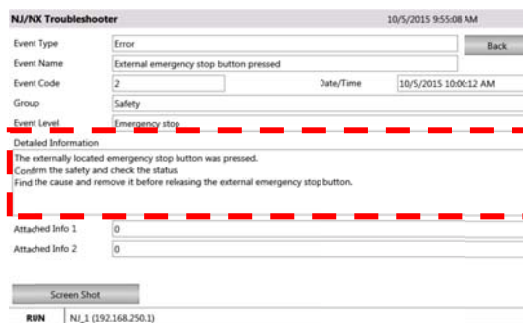 NJ/NX Troubleshooter 10/5/2015 9:55:08 AM
Event Type Error Back
Event Name External emergency stop button pressed
Event Code 2 Date/Time 10/5/2015 10:00:12 AM
Group Safety
Event Level Emergency stop
Detailed Information
The externally located emergency stop button was pressed.
Confirm the safety and check the status
Find the cause and remove it before releasing the external emergency stop button.
Attached Info 1 0
Attached Info 2 0
Screen Shot
RUN NJ_1 (192.168.250.1)